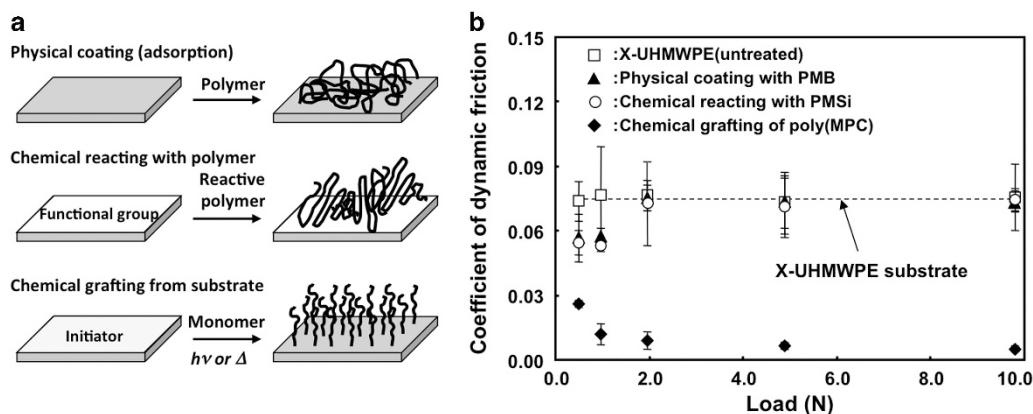 a
Physical coating (adsorption)
Polymer
Chemical reacting with polymer
Reactive
polymer
Functional group
Chemical grafting from substrate
Monomer
Initiator
hν or Δ
b
Coefficient of dynamic friction
0.15
0.12
0.09
0.06
0.03
0.00
:X-UHMWPE(untreated)
:Physical coating with PMB
:Chemical reacting with PMSi
:Chemical grafting of poly(MPC)
X-UHMWPE substrate
0.0 2.0 4.0 6.0 8.0 10.0
Load (N)